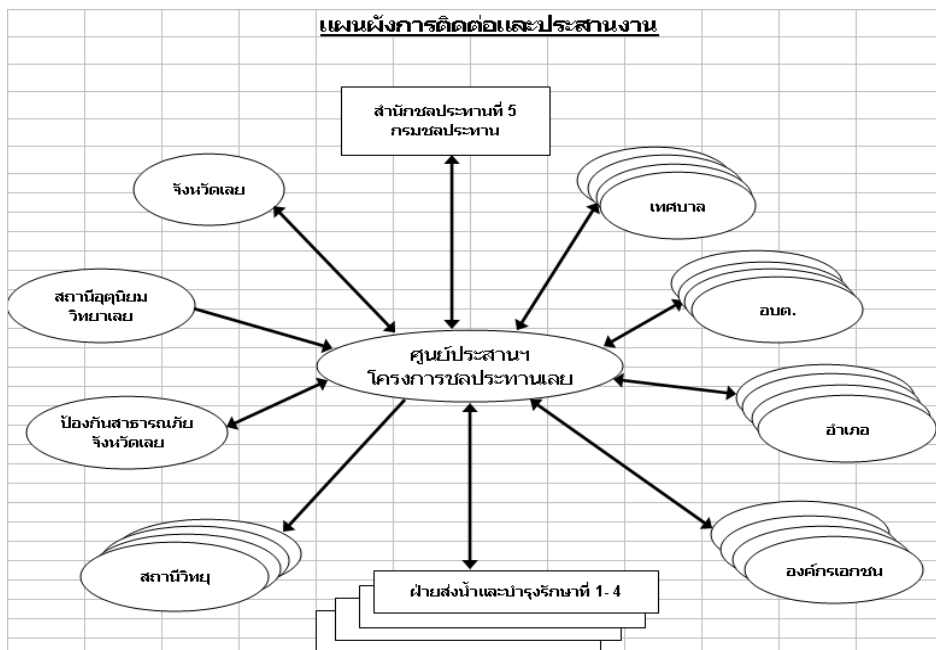 แผนผังการติดต่อและประสานงาน
สำนักชลประทานที่ 5
กรมชลประทาน
จังหวัดเลย
เทศบาล
สถานีอุตุนิยม
วิทยาเลย
อบต.
ศูนย์ประสานฯ
โครงการชลประทานเลย
ป้องกันสาธารณภัย
จังหวัดเลย
อำเภอ
สถานีวิทยุ
องค์กรเอกชน
ฝ่ายส่งน้ำและบำรุงรักษาที่ 1- 4